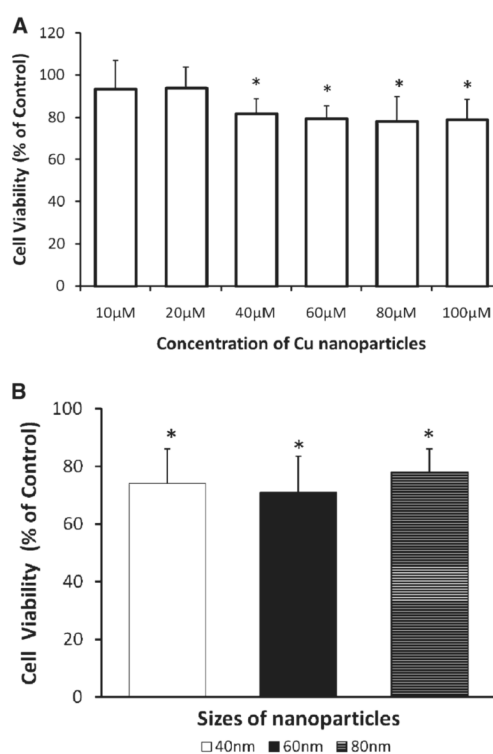 A
Cell Viability (% of Control)
120
100
80
60
40
20
0
* * * *
10µM 20µM 40µM 60µM 80µM 100µM
Concentration of Cu nanoparticles
B
Cell Viability (% of Control)
100
80
60
40
20
0
* * *
Sizes of nanoparticles
40nm 60nm 80nm